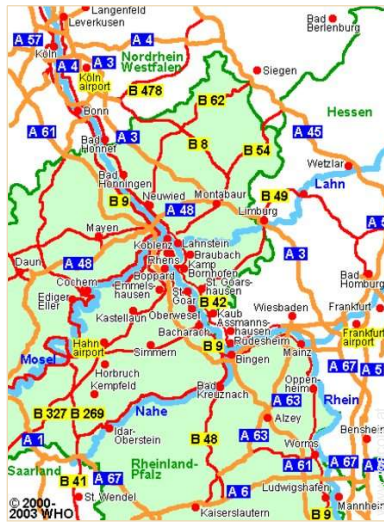 Langenfeld
Leverkusen
Bad
Berlenburg
A 57
A 4
Köln
A 4
A 3
Nordrhein
Westfalen
Köln
airport
Siegen
B 478
B 62
Hessen
Bonn
A 61
A 3
B 8
B 54
A 45
Bad
Honnef
Wetzlar
Bad
Hönningen
Lahn
Neuwied
Montabaur
B 49
B 9
A 48
Limburg
Mayen
Koblenz
Lahnstein
A 3
Daun
A 48
Rhens
Braubach
Boppard
Kamp
Bornhofen
Bad
Homburg
Cochem
Emmels-
hausen
St.
Goar
St. Goars-
hausen
Ediger
Eller
B 42
Frankfurt
Kastellaun
Oberwesel
Kaub
Wiesbaden
Bacharach
Assmanns-
hausen
Frankfurt
airport
Hahn
airport
B 9
Rüdesheim
Mosel
Simmern
Bingen
Mainz
A 67
A 5
Horbruch
Kempfeld
Bad
Kreuznach
Oppen-
heim
Rhein
B 327
B 269
Nahe
A 63
Alzey
Bensheim
A 1
Idar-
Oberstein
B 48
A 63
Worms
Saarland
A 67
Rheinland-
Pfalz
A 61
A 67
B 41
A 6
Ludwigshafen
St. Wendel
Mannheim
© 2000-
2003 WHO
Kaiserslautern
B 9